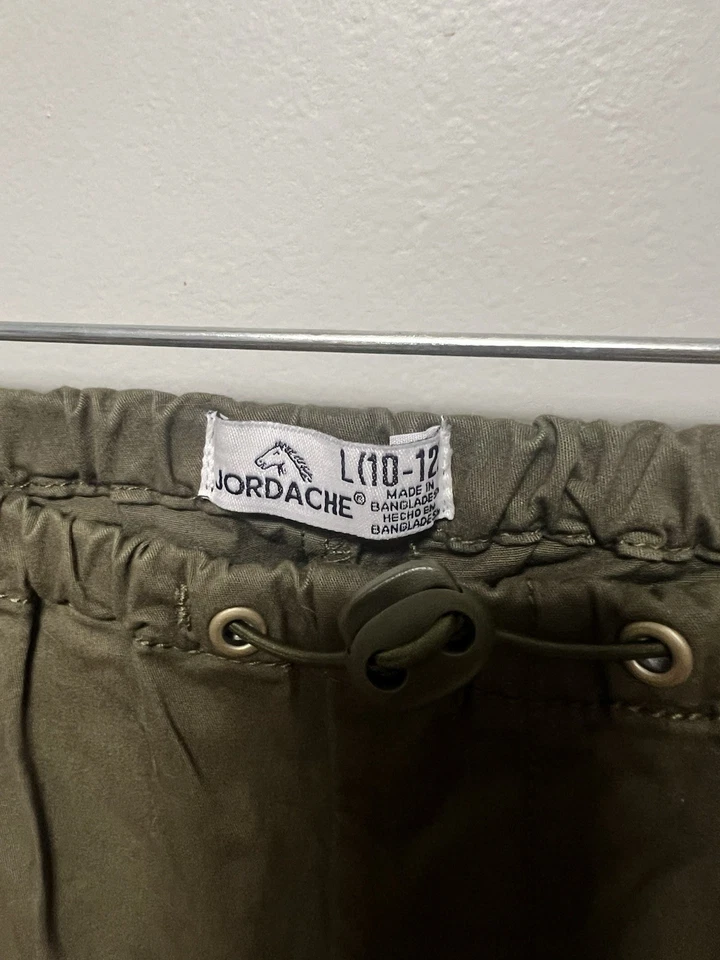 JORDACHE®
L(10-12
MADE IN
BANGLADES
HECHO EN
BANGLADES